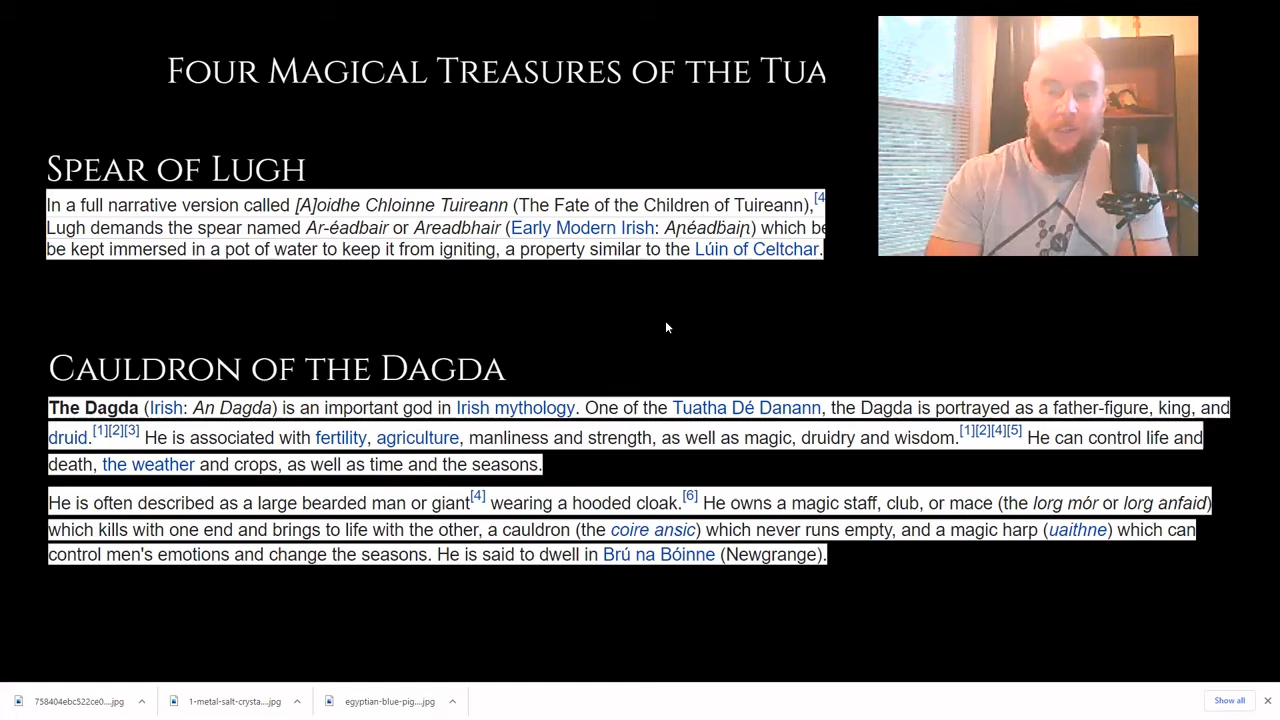 Four Magical Treasures of the Tua
Spear of Lugh
In a full narrative version called [A]oidhe Chloinne Tuireann (The Fate of the Children of Tuireann),[4
Lugh demands the spear named Ar-éadbair or Areadbhair (Early Modern Irish: Aꞃéadḃaiꞃ) which be
be kept immersed in a pot of water to keep it from igniting, a property similar to the Lúin of Celtchar.
Cauldron of the Dagda
The Dagda (Irish: An Dagda) is an important god in Irish mythology. One of the Tuatha Dé Danann, the Dagda is portrayed as a father-figure, king, and
druid.[1][2][3] He is associated with fertility, agriculture, manliness and strength, as well as magic, druidry and wisdom.[1][2][4][5] He can control life and
death, the weather and crops, as well as time and the seasons.
He is often described as a large bearded man or giant[4] wearing a hooded cloak.[6] He owns a magic staff, club, or mace (the lorg mór or lorg anfaid)
which kills with one end and brings to life with the other, a cauldron (the coire ansic) which never runs empty, and a magic harp (uaithne) which can
control men's emotions and change the seasons. He is said to dwell in Brú na Bóinne (Newgrange).
758404ebc522ce0....jpg
1-metal-salt-crysta....jpg
egyptian-blue-pig....jpg
Show all